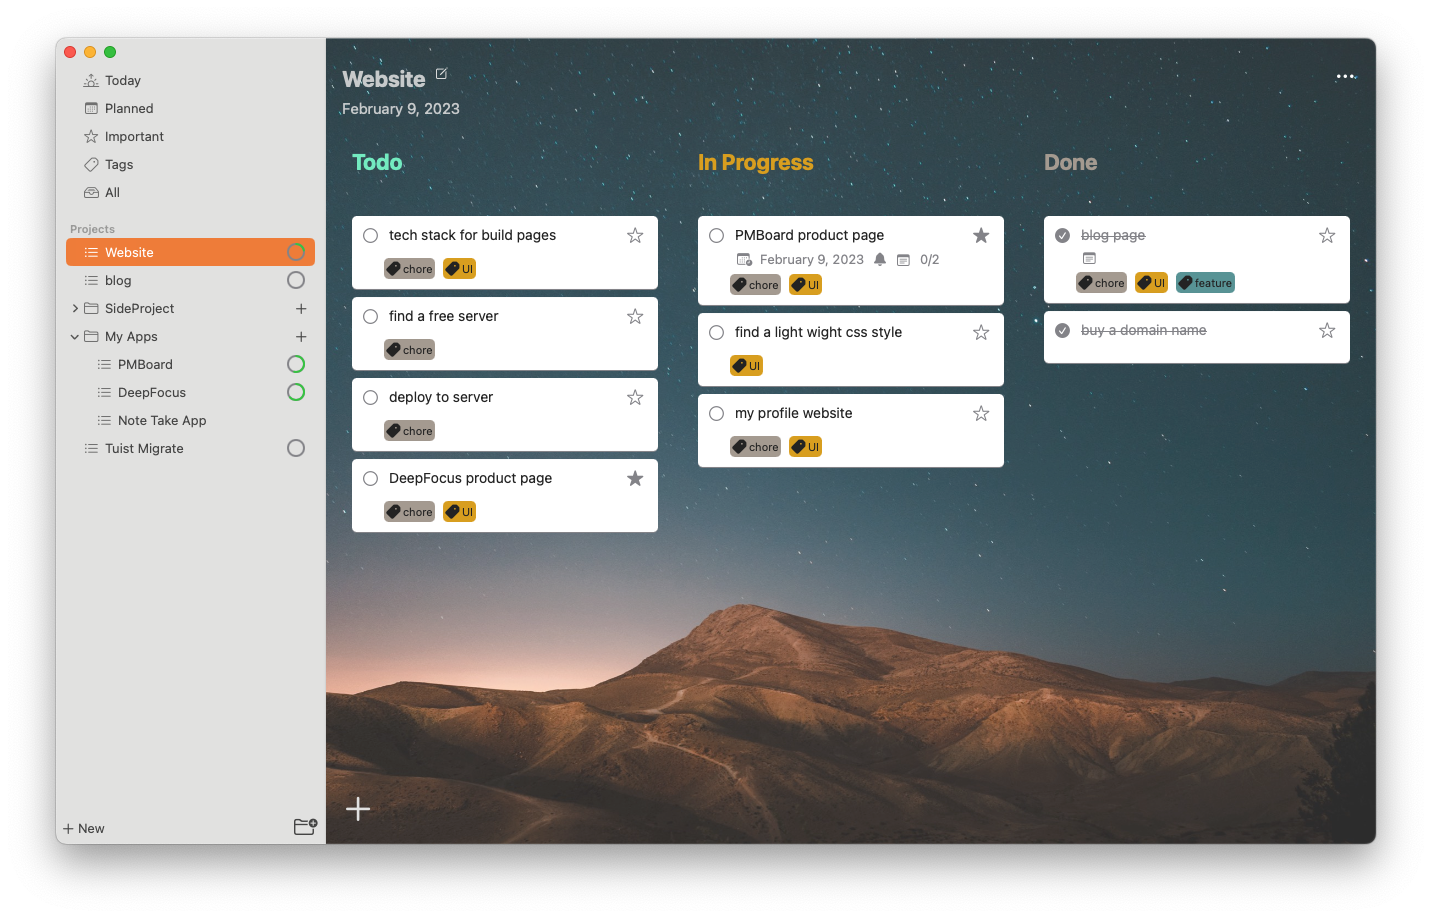 Today
Planned
Important
Tags
All
Projects
Website
blog
SideProject
My Apps
PMBoard
DeepFocus
Note Take App
Tuist Migrate
New
Website
February 9, 2023
Todo
tech stack for build pages
chore UI
find a free server
chore
deploy to server
chore
DeepFocus product page
chore UI
In Progress
PMBoard product page
February 9, 2023 0/2
chore UI
find a light wight css style
UI
my profile website
chore UI
Done
blog page
chore UI feature
buy a domain name